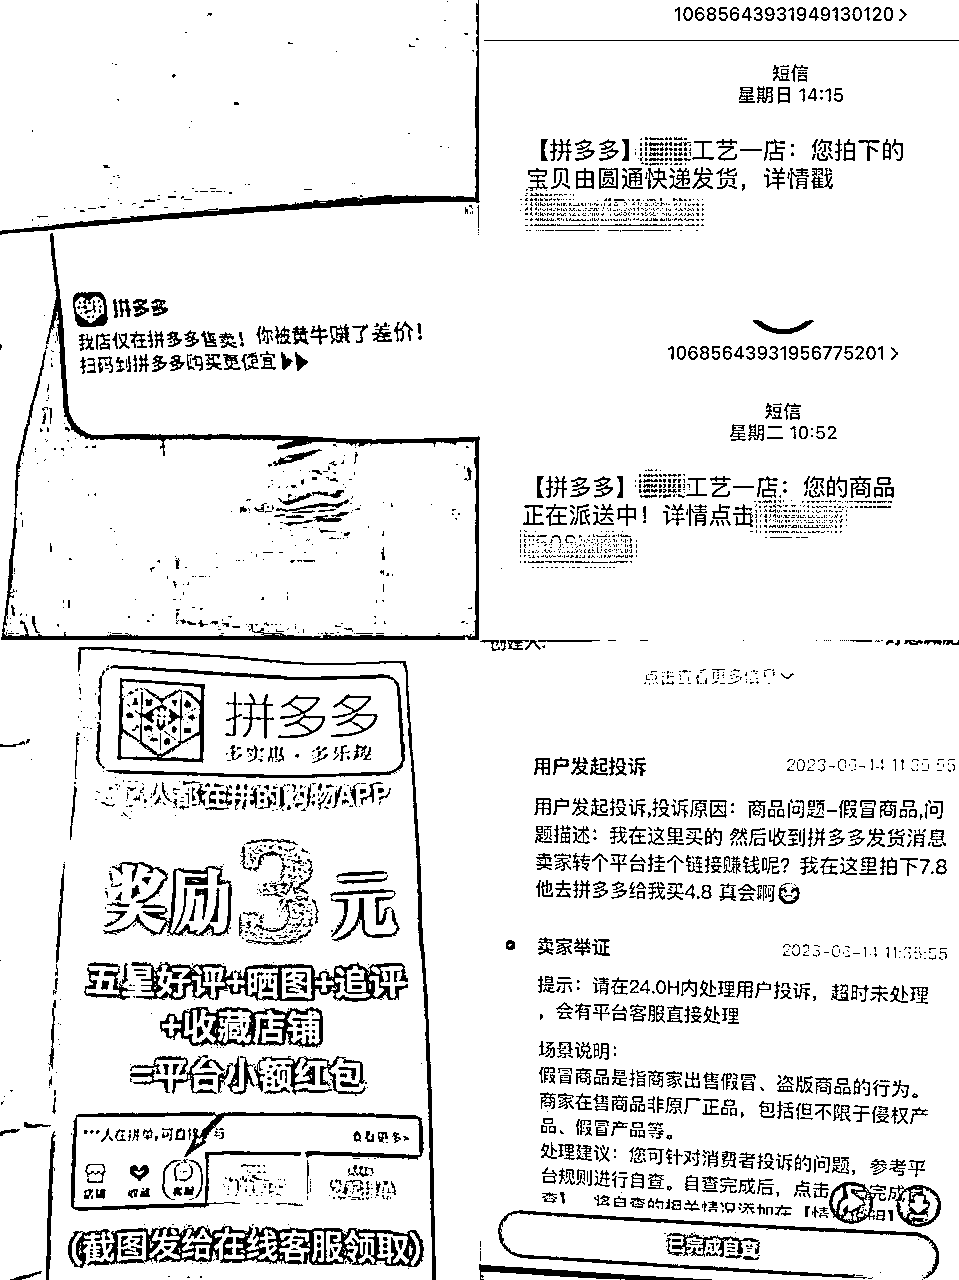 拼多多
我店仅在拼多多售卖！你被黄牛赚了差价！
扫码到拼多多购买更便宜
10685643931949130120
短信
星期日 14:15
【拼多多】工艺一店：您拍下的
宝贝由圆通快递发货，详情戳
10685643931956775201
短信
星期二 10:52
【拼多多】工艺一店：您的商品
正在派送中！详情点击
拼多多
多实惠·多乐趣
人都在拼的购物APP
奖励3元
五星好评+晒图+追评
+收藏店铺
=平台小额红包
人在拼单,可直接参与
查看更多
店铺 收藏 客服
(截图发给在线客服领取)
创建人:
点击查看更多信息
用户发起投诉
用户发起投诉,投诉原因：商品问题-假冒商品,问
题描述：我在这里买的 然后收到拼多多发货消息
卖家转个平台挂个链接赚钱呢？我在这里拍下7.8
他去拼多多给我买4.8 真会啊
卖家举证
提示：请在24.0H内处理用户投诉，超时未处理
，会有平台客服直接处理
场景说明：
假冒商品是指商家出售假冒、盗版商品的行为。
商家在售商品非原厂正品，包括但不限于侵权产
品、假冒产品等。
处理建议：您可针对消费者投诉的问题，参考平
台规则进行自查。自查完成后，点击完成自
查】，将自查的相关情况添加在【情
已完成自查